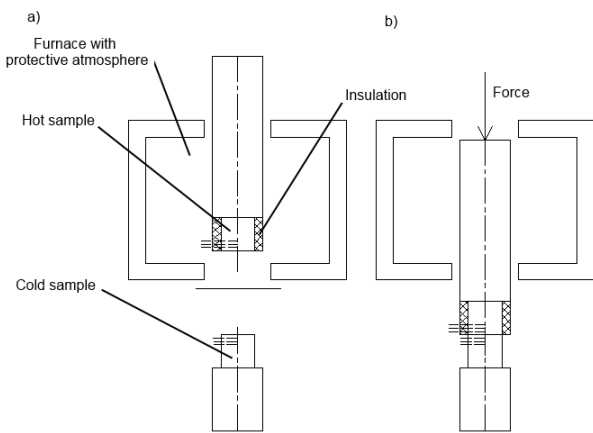 a)
b)
Furnace with
protective atmosphere
Insulation
Force
Hot sample
Cold sample